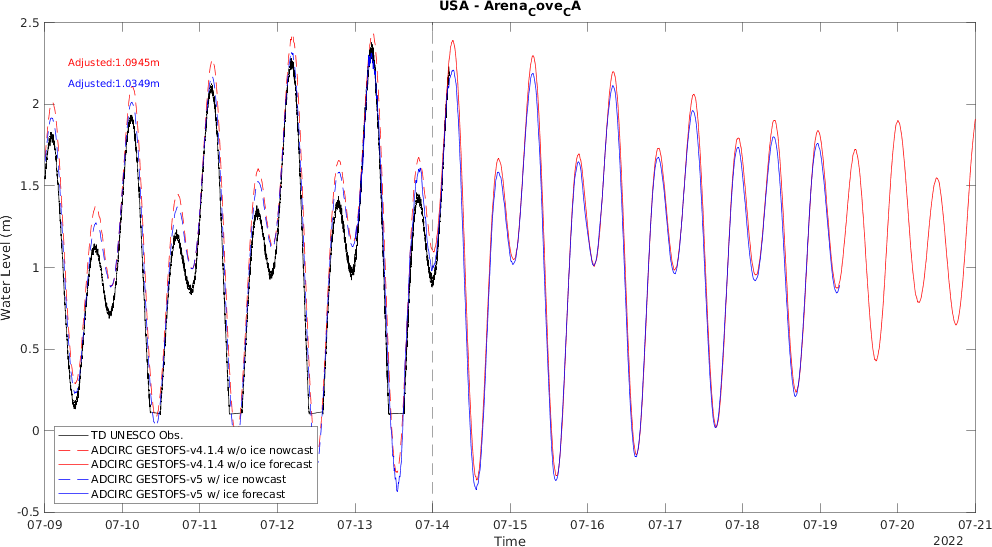 USA - ArenaCoveCA
Adjusted:1.0945m
Adjusted:1.0349m
Water Level (m)
2.5
2
1.5
1
0.5
0
-0.5
TD UNESCO Obs.
ADCIRC GESTOFS-v4.1.4 w/o ice nowcast
ADCIRC GESTOFS-v4.1.4 w/o ice forecast
ADCIRC GESTOFS-v5 w/ ice nowcast
ADCIRC GESTOFS-v5 w/ ice forecast
07-09 07-10 07-11 07-12 07-13 07-14 07-15 07-16 07-17 07-18 07-19 07-20 07-21
Time
2022